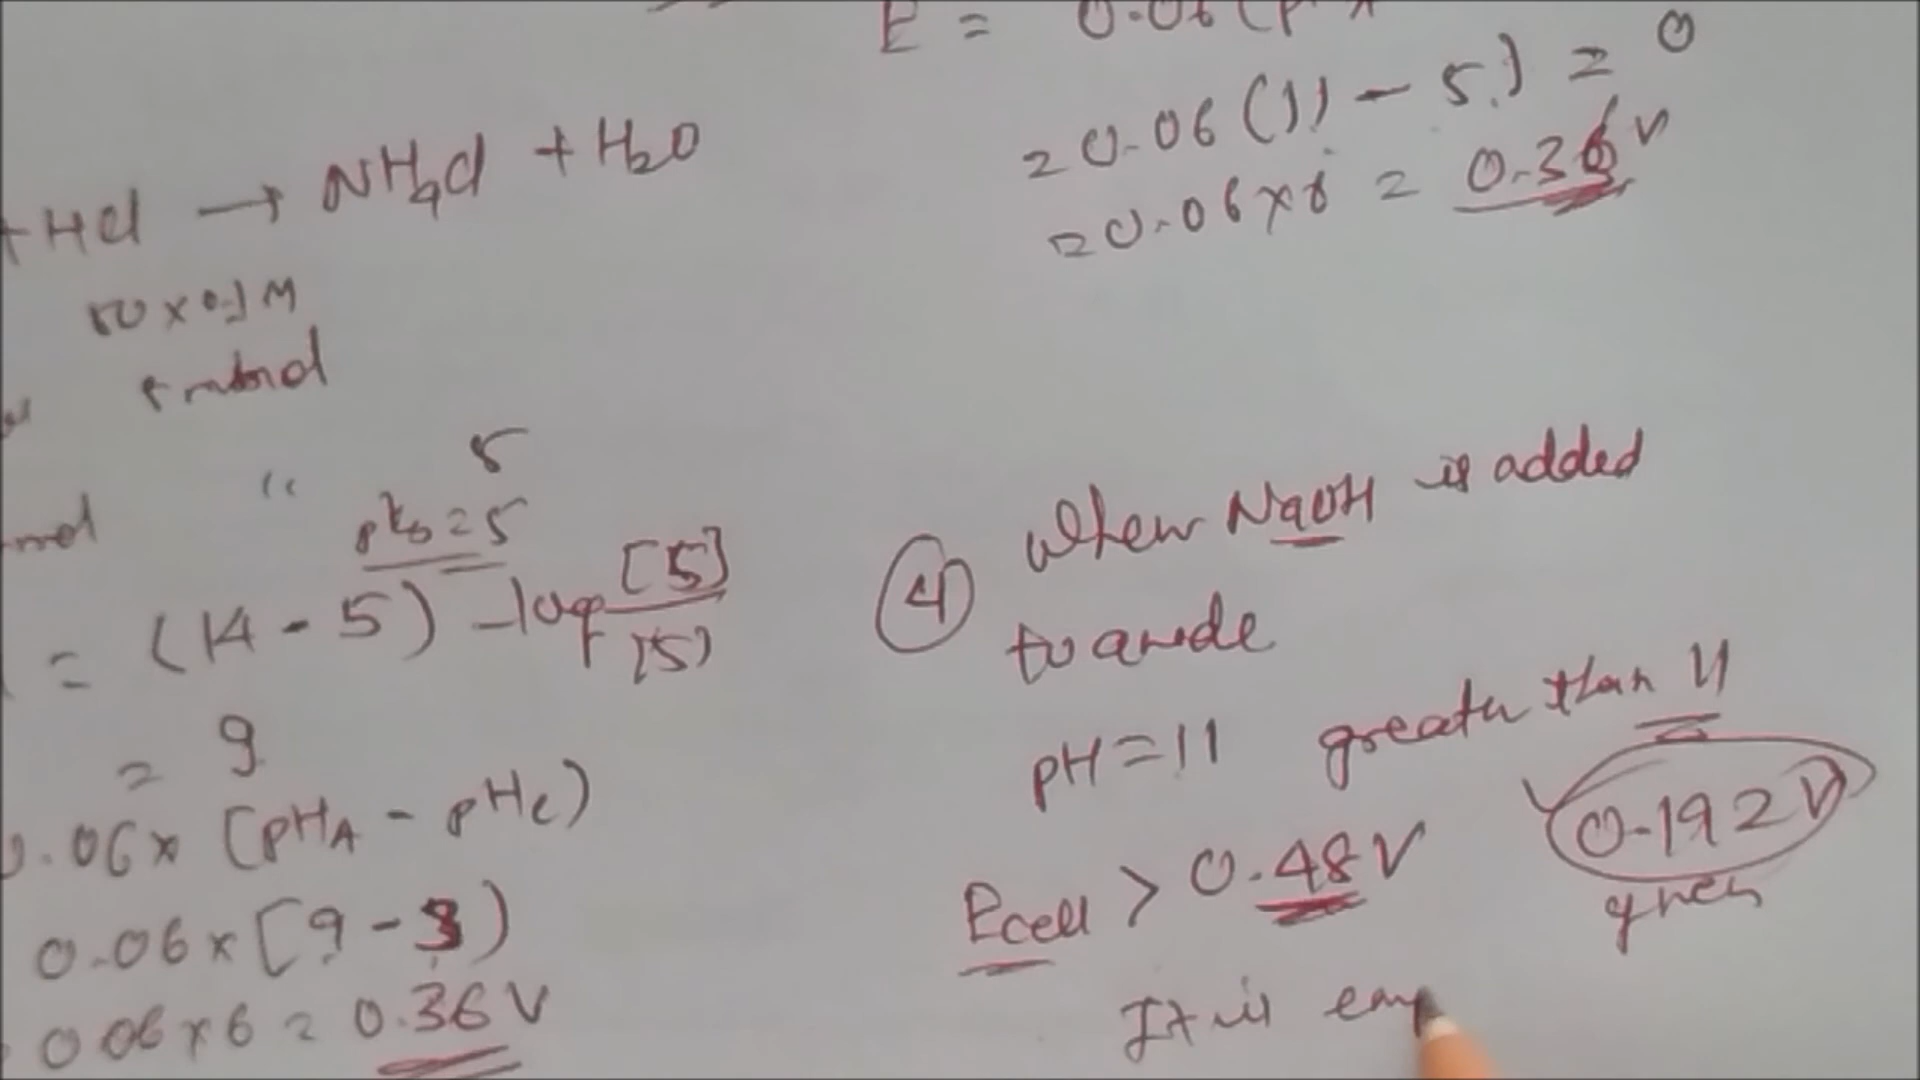 + HCl → NH4Cl + H2O
50 x 0.1 M
5 mmol
5
pKb = 5
= (14 - 5) - log [5]/[5]
= 9
0.06 x (pHA - pHC)
0.06 x [9 - 3)
0.06 x 6 = 0.36 V
E = 0.06 (p
= 0.06 (11 - 5) =
= 0.06 x 6 = 0.36 V
④ When NaOH is added
to anode
pH = 11 greater than 11
Ecell > 0.48 V
0.192 V
given
It is